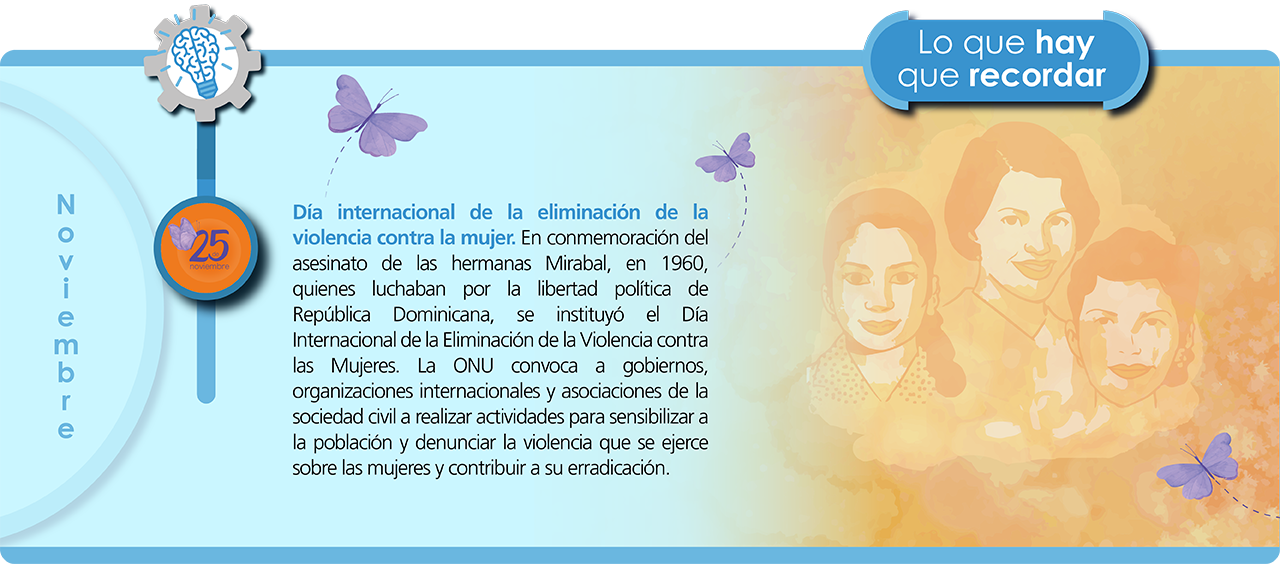 Lo que hay
que recordar
Noviembre
25
noviembre
Día internacional de la eliminación de la
violencia contra la mujer. En conmemoración del
asesinato de las hermanas Mirabal, en 1960,
quienes luchaban por la libertad política de
República Dominicana, se instituyó el Día
Internacional de la Eliminación de la Violencia contra
las Mujeres. La ONU convoca a gobiernos,
organizaciones internacionales y asociaciones de la
sociedad civil a realizar actividades para sensibilizar a
la población y denunciar la violencia que se ejerce
sobre las mujeres y contribuir a su erradicación.